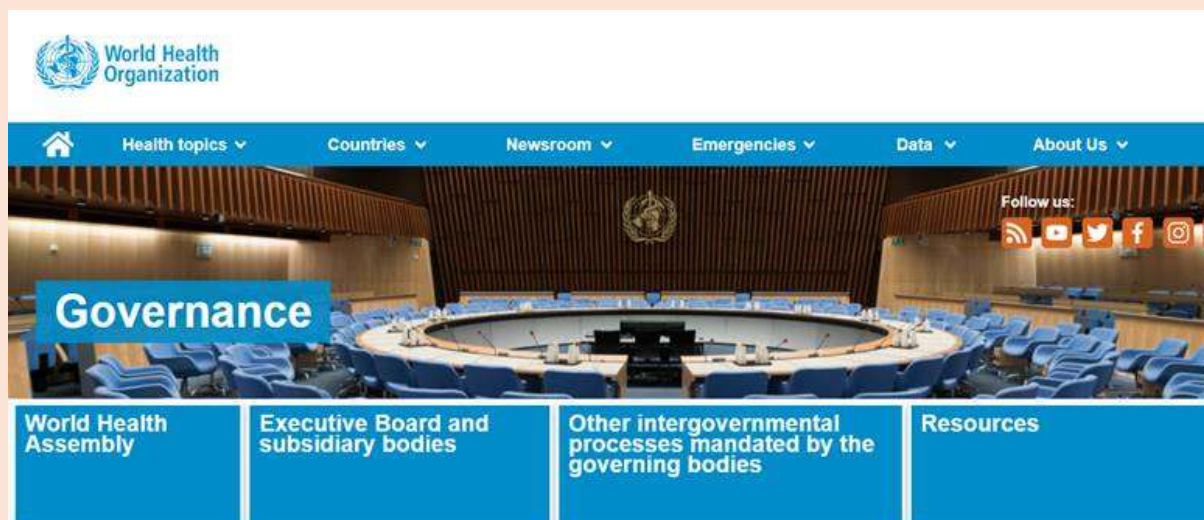 World Health
Organization
Health topics
Countries
Newsroom
Emergencies
Data
About Us
Follow us:
Governance
World Health
Assembly
Executive Board and
subsidiary bodies
Other intergovernmental
processes mandated by the
governing bodies
Resources